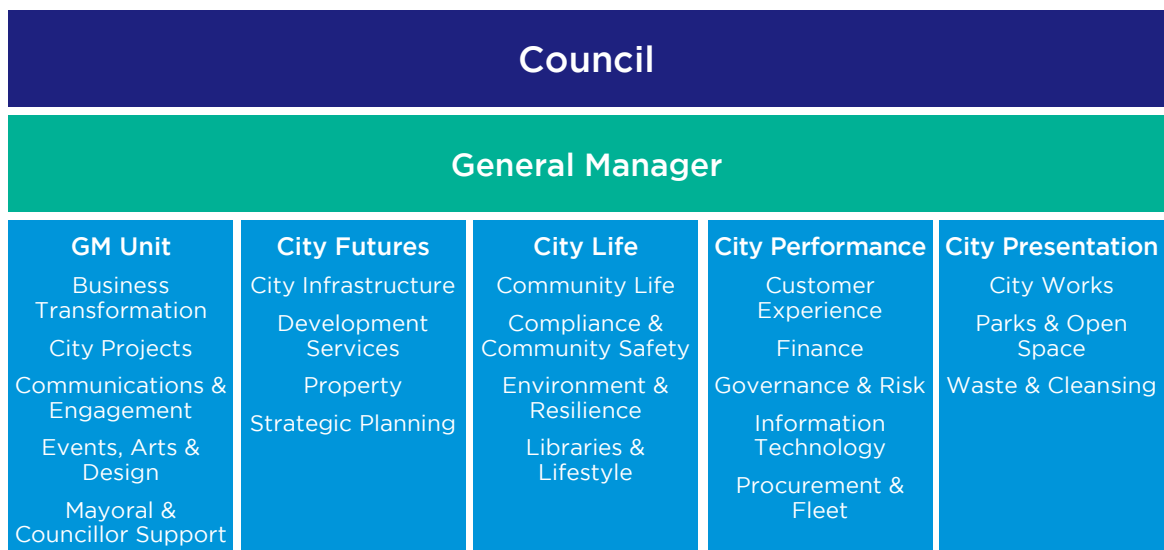 Council
General Manager
GM Unit
Business
Transformation
City Projects
Communications &
Engagement
Events, Arts &
Design
Mayoral &
Councillor Support
City Futures
City Infrastructure
Development
Services
Property
Strategic Planning
City Life
Community Life
Compliance &
Community Safety
Environment &
Resilience
Libraries &
Lifestyle
City Performance
Customer
Experience
Finance
Governance & Risk
Information
Technology
Procurement &
Fleet
City Presentation
City Works
Parks & Open
Space
Waste & Cleansing